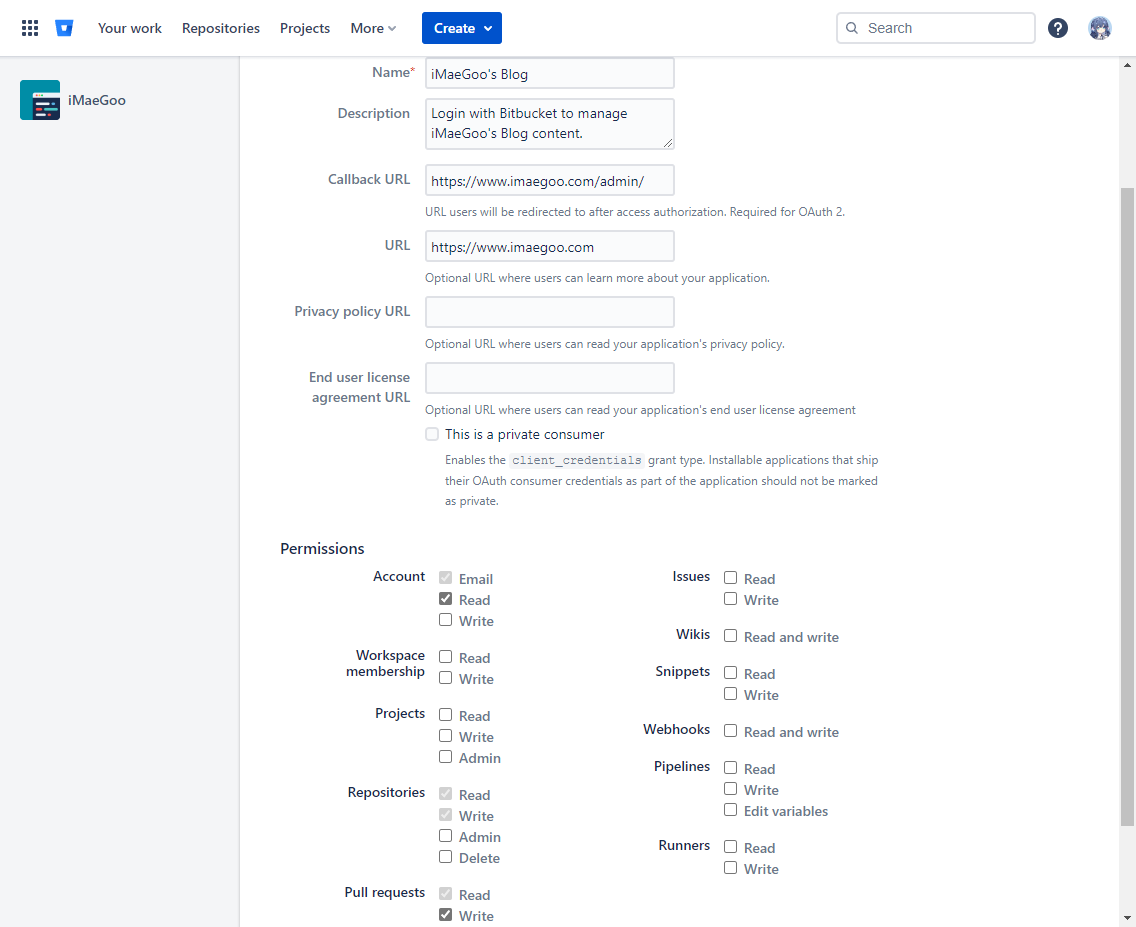 Your work
Repositories
Projects
More
Create
Search
?
iMaeGoo
Name*
iMaeGoo's Blog
Description
Login with Bitbucket to manage
iMaeGoo's Blog content.
Callback URL
https://www.imaegoo.com/admin/
URL users will be redirected to after access authorization. Required for OAuth 2.
URL
https://www.imaegoo.com
Optional URL where users can learn more about your application.
Privacy policy URL
Optional URL where users can read your application's privacy policy.
End user license
agreement URL
Optional URL where users can read your application's end user license agreement
This is a private consumer
Enables the client_credentials grant type. Installable applications that ship
their OAuth consumer credentials as part of the application should not be marked
as private.
Permissions
Account
Email
Read
Write
Workspace
membership
Read
Write
Projects
Read
Write
Admin
Repositories
Read
Write
Admin
Delete
Pull requests
Read
Write
Issues
Read
Write
Wikis
Read and write
Snippets
Read
Write
Webhooks
Read and write
Pipelines
Read
Write
Edit variables
Runners
Read
Write